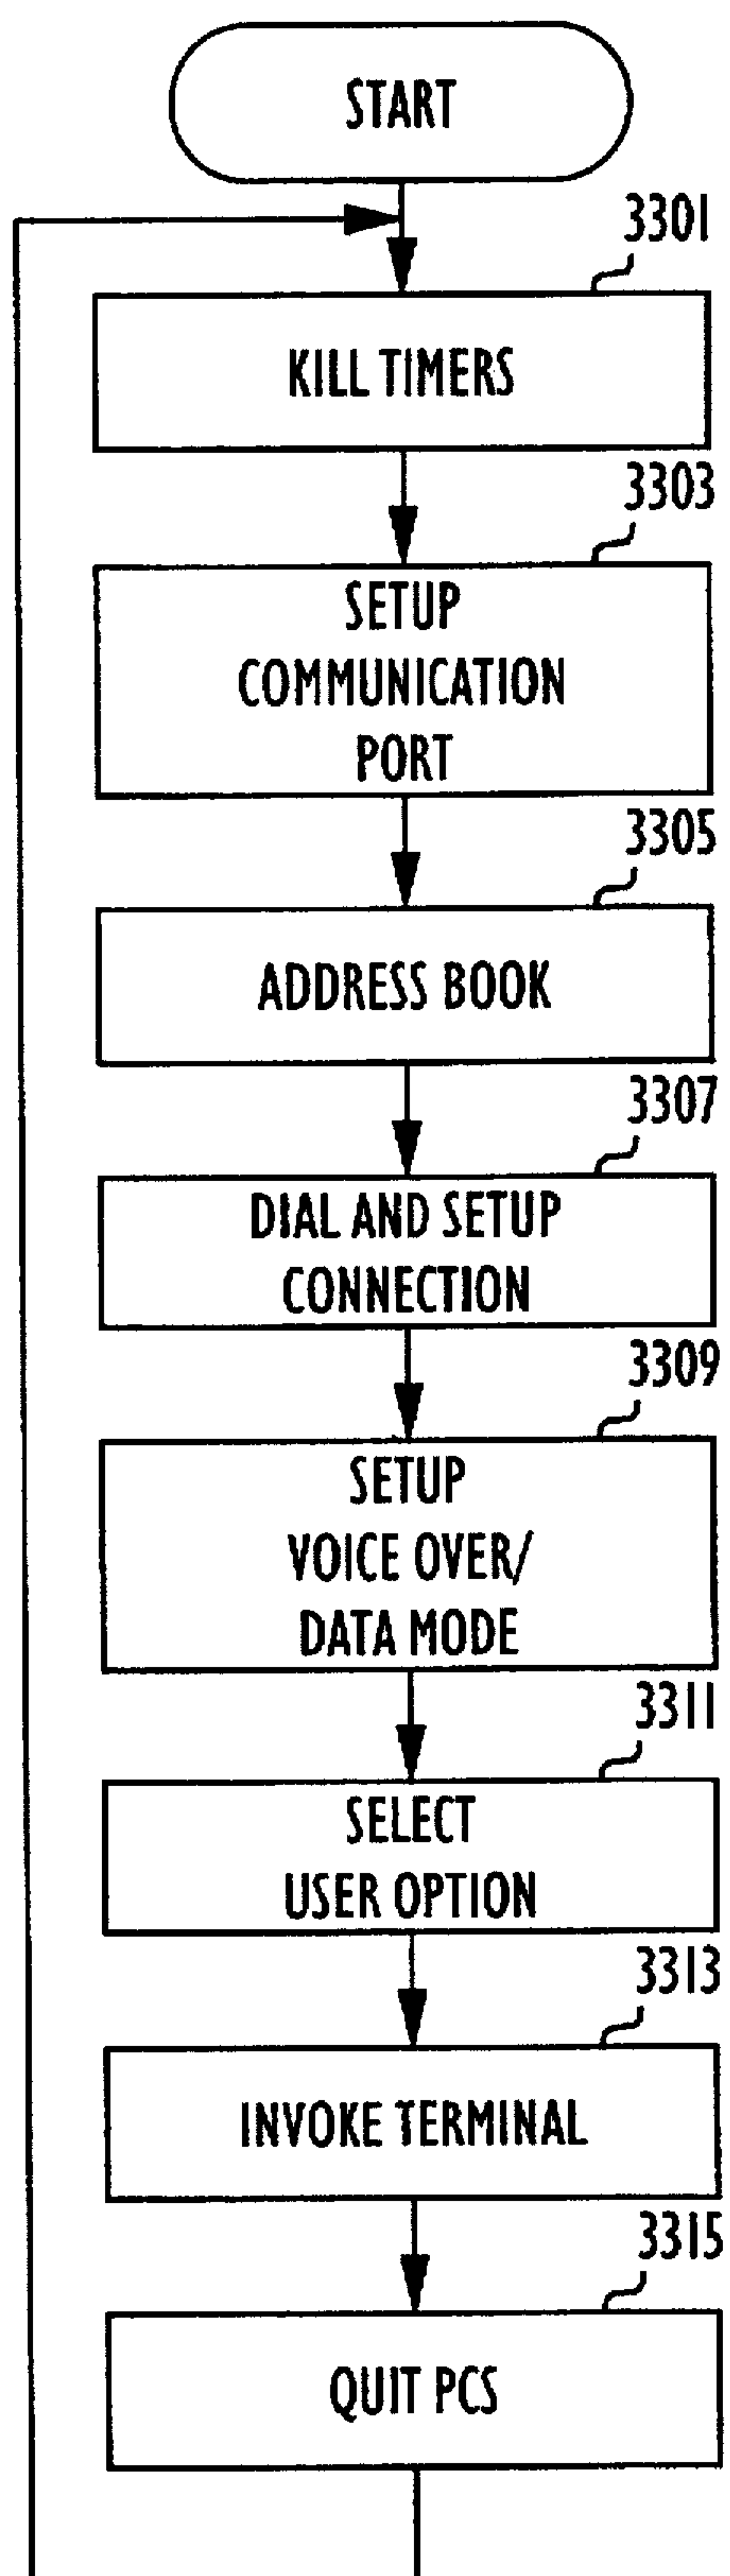 START
3301
KILL TIMERS
3303
SETUP
COMMUNICATION
PORT
3305
ADDRESS BOOK
3307
DIAL AND SETUP
CONNECTION
3309
SETUP
VOICE OVER/
DATA MODE
3311
SELECT
USER OPTION
3313
INVOKE TERMINAL
3315
QUIT PCS